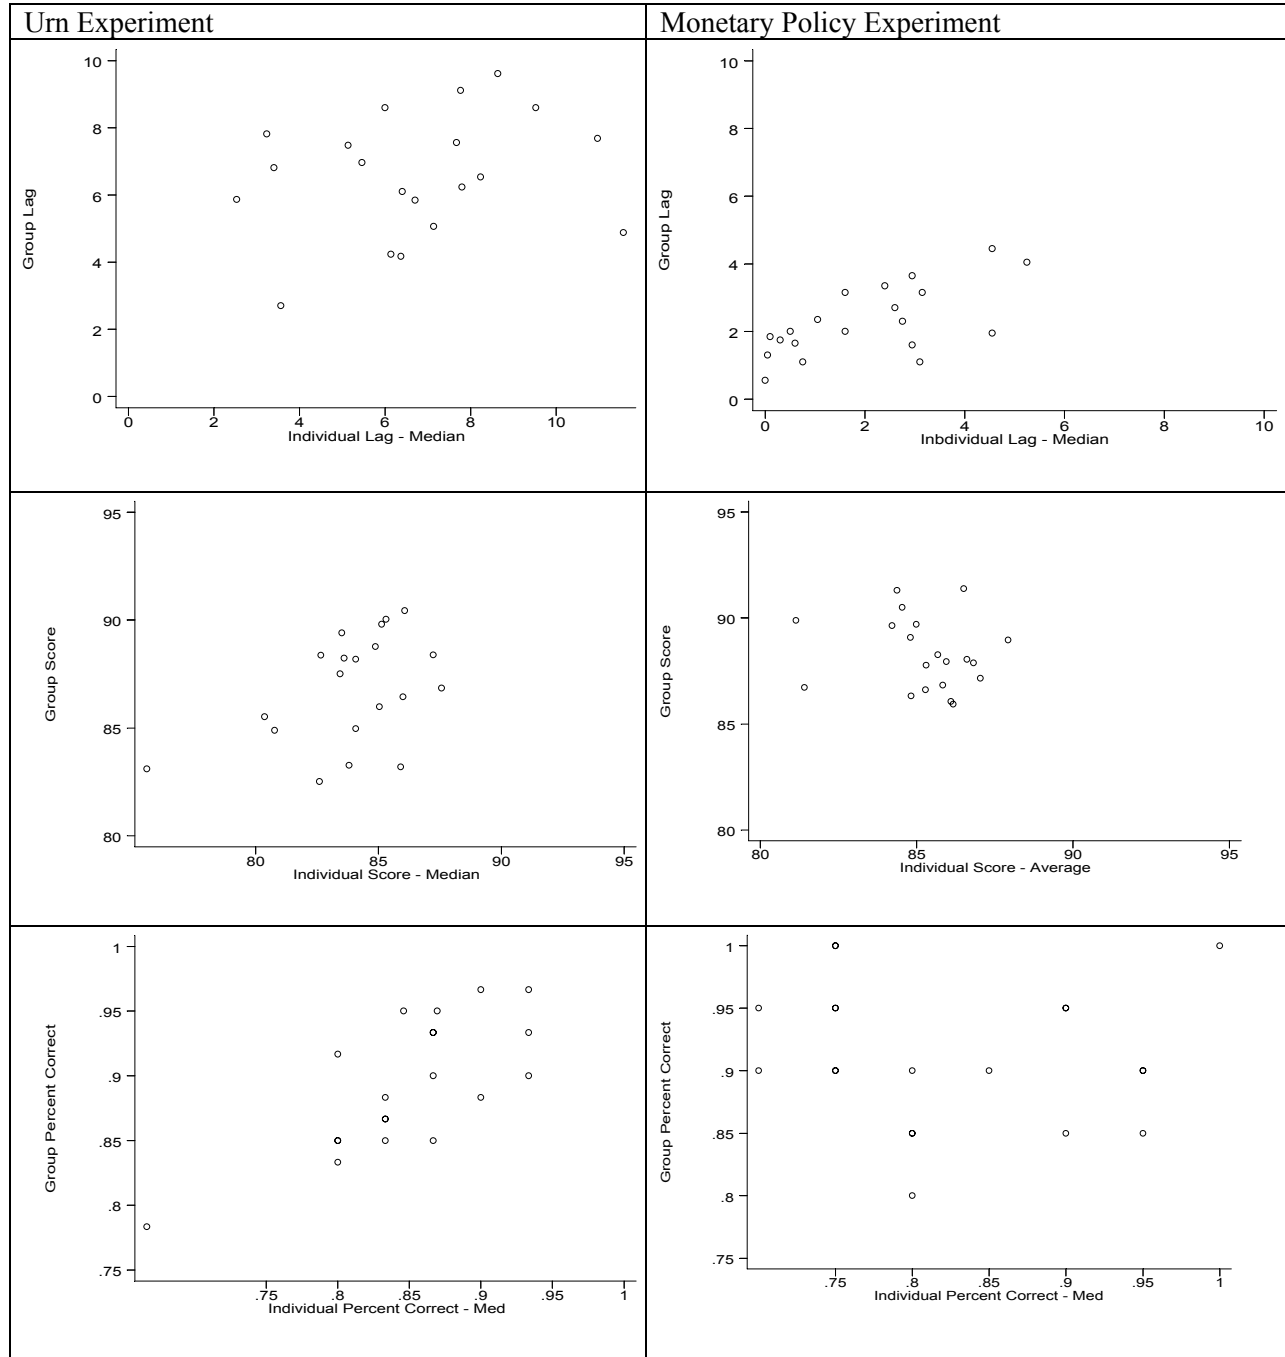 Urn Experiment
Monetary Policy Experiment
10
8
6
4
2
0
Group Lag
0 2 4 6 8 10
Individual Lag - Median
10
8
6
4
2
0
Group Lag
0 2 4 6 8 10
Inbdividual Lag - Median
95
90
85
80
Group Score
80 85 90 95
Individual Score - Median
95
90
85
80
Group Score
80 85 90 95
Individual Score - Average
1
.95
.9
.85
.8
.75
Group Percent Correct
.75 .8 .85 .9 .95 1
Individual Percent Correct - Med
1
.95
.9
.85
.8
.75
Group Percent Correct
.75 .8 .85 .9 .95 1
Individual Percent Correct - Med